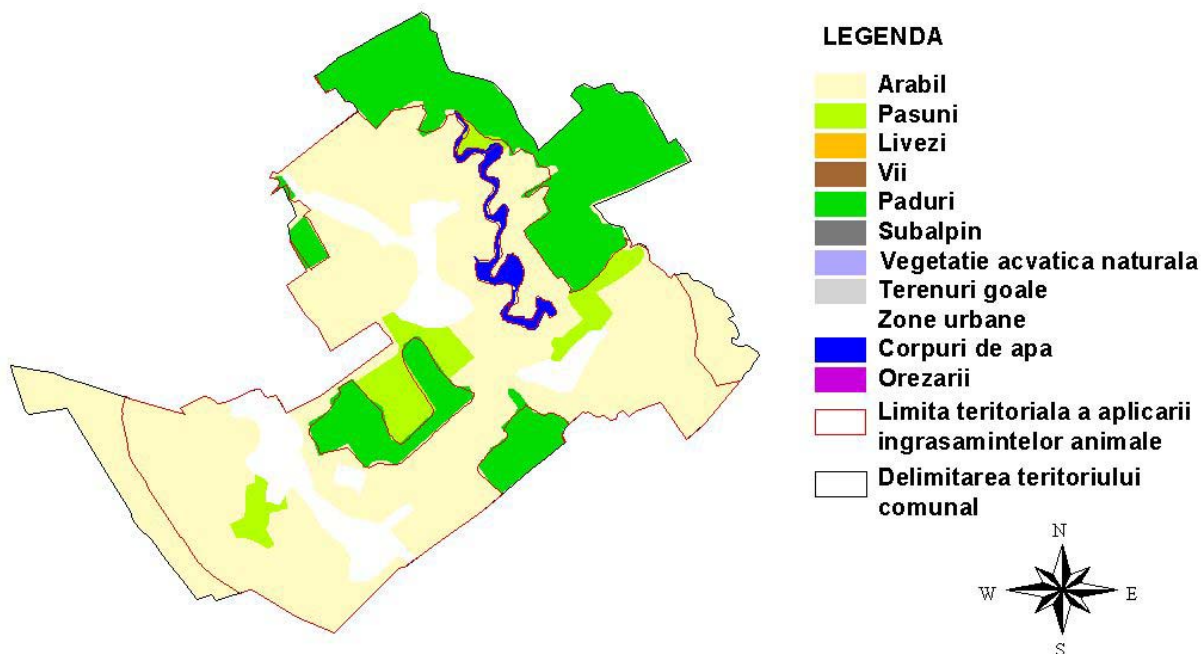 LEGENDA
Arabil
Pasuni
Livezi
Vii
Paduri
Subalpin
Vegetatie acvatica naturala
Terenuri goale
Zone urbane
Corpuri de apa
Orezarii
Limita teritoriala a aplicarii
ingrasamintelor animale
Delimitarea teritoriului
comunal
N
W E
S